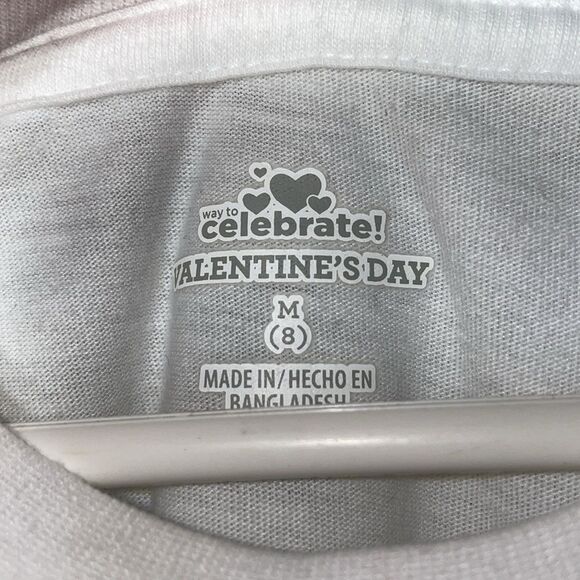 way to
celebrate!
VALENTINE'S DAY
M
(8)
MADE IN/HECHO EN
BANGLADESH